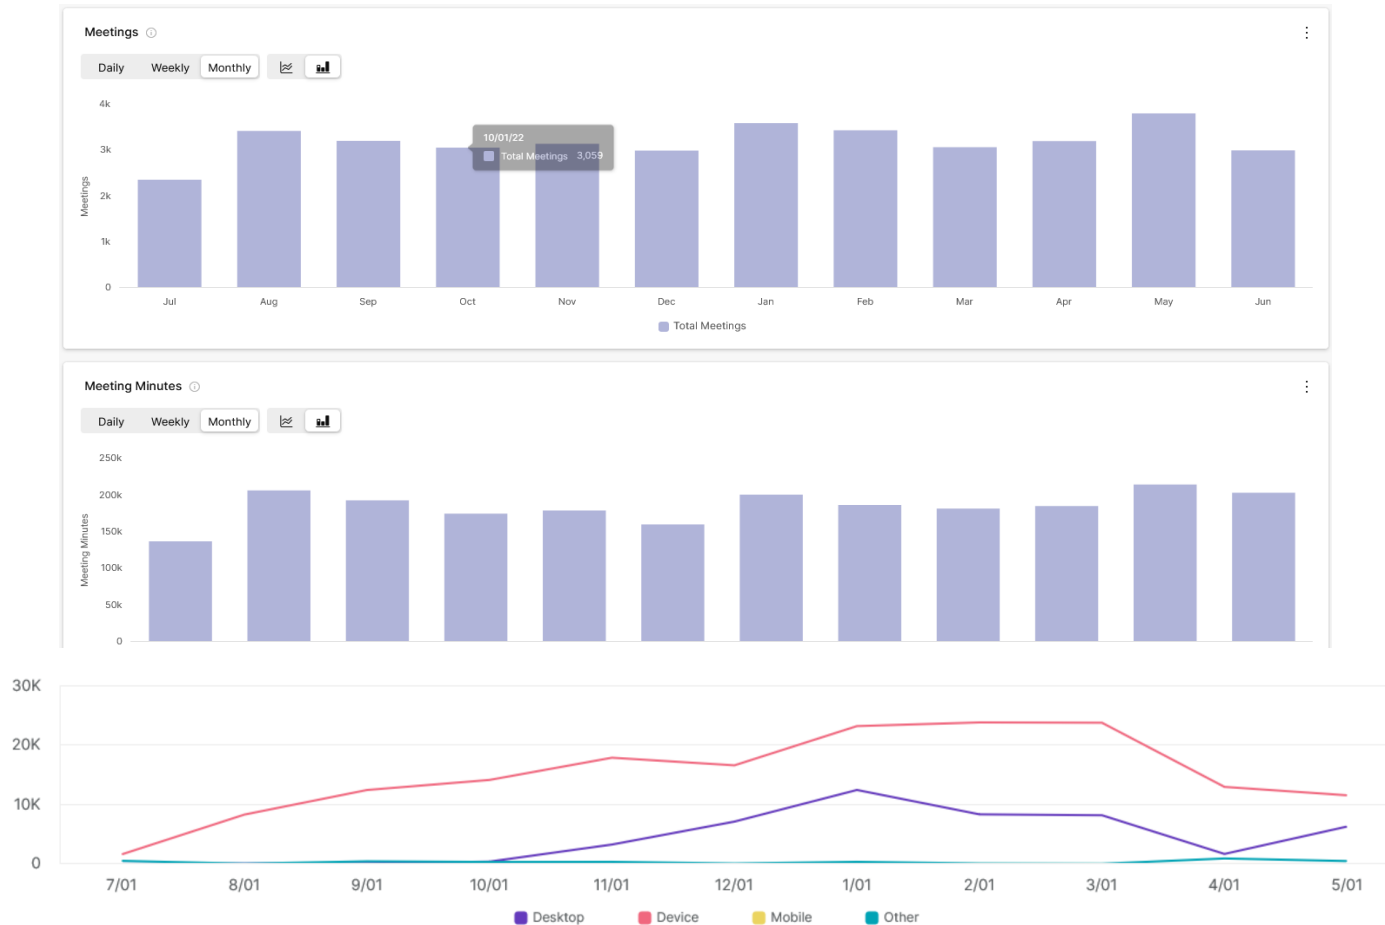 Meetings
Daily Weekly Monthly
4k
3k
2k
1k
0
Meetings
10/01/22
Total Meetings 3,059
Jul Aug Sep Oct Nov Dec Jan Feb Mar Apr May Jun
Total Meetings
Meeting Minutes
Daily Weekly Monthly
250k
200k
150k
100k
50k
0
Meeting Minutes
30K
20K
10K
0
7/01 8/01 9/01 10/01 11/01 12/01 1/01 2/01 3/01 4/01 5/01
Desktop Device Mobile Other